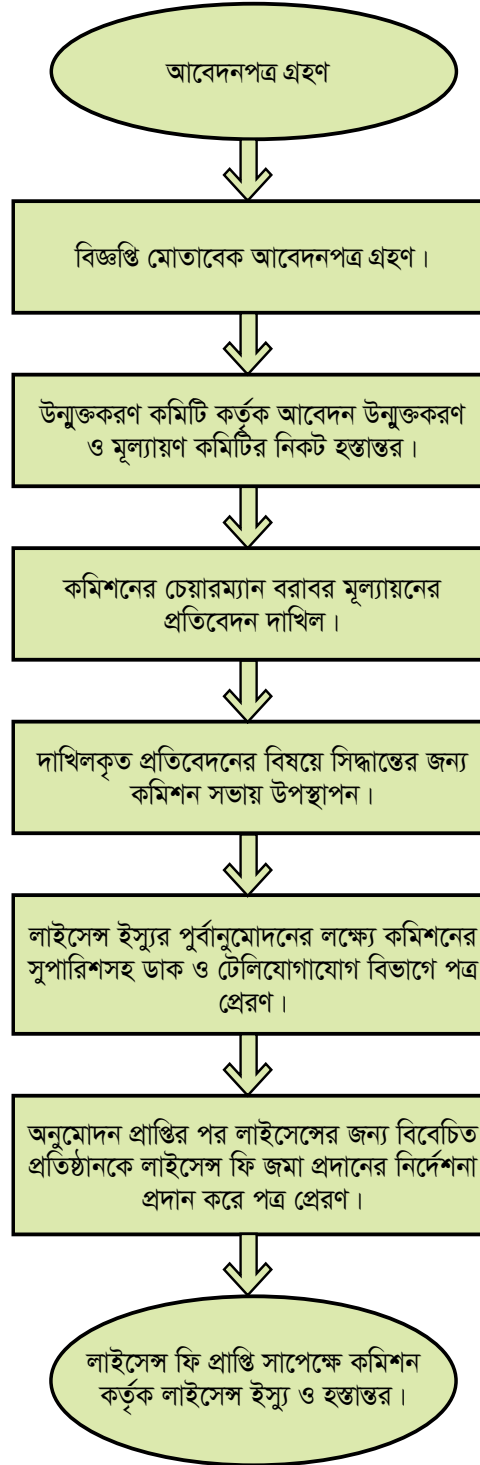 আবেদনপত্র গ্রহণ
বিজ্ঞপ্তি মোতাবেক আবেদনপত্র গ্রহণ।
উন্মুক্তকরণ কমিটি কর্তৃক আবেদন উন্মুক্তকরণ
ও মূল্যায়ণ কমিটির নিকট হস্তান্তর।
কমিশনের চেয়ারম্যান বরাবর মূল্যায়নের
প্রতিবেদন দাখিল।
দাখিলকৃত প্রতিবেদনের বিষয়ে সিদ্ধান্তের জন্য
কমিশন সভায় উপস্থাপন।
লাইসেন্স ইস্যুর পুর্বানুমোদনের লক্ষ্যে কমিশনের
সুপারিশসহ ডাক ও টেলিযোগাযোগ বিভাগে পত্র
প্রেরণ।
অনুমোদন প্রাপ্তির পর লাইসেন্সের জন্য বিবেচিত
প্রতিষ্ঠানকে লাইসেন্স ফি জমা প্রদানের নির্দেশনা
প্রদান করে পত্র প্রেরণ।
লাইসেন্স ফি প্রাপ্তি সাপেক্ষে কমিশন
কর্তৃক লাইসেন্স ইস্যু ও হস্তান্তর।